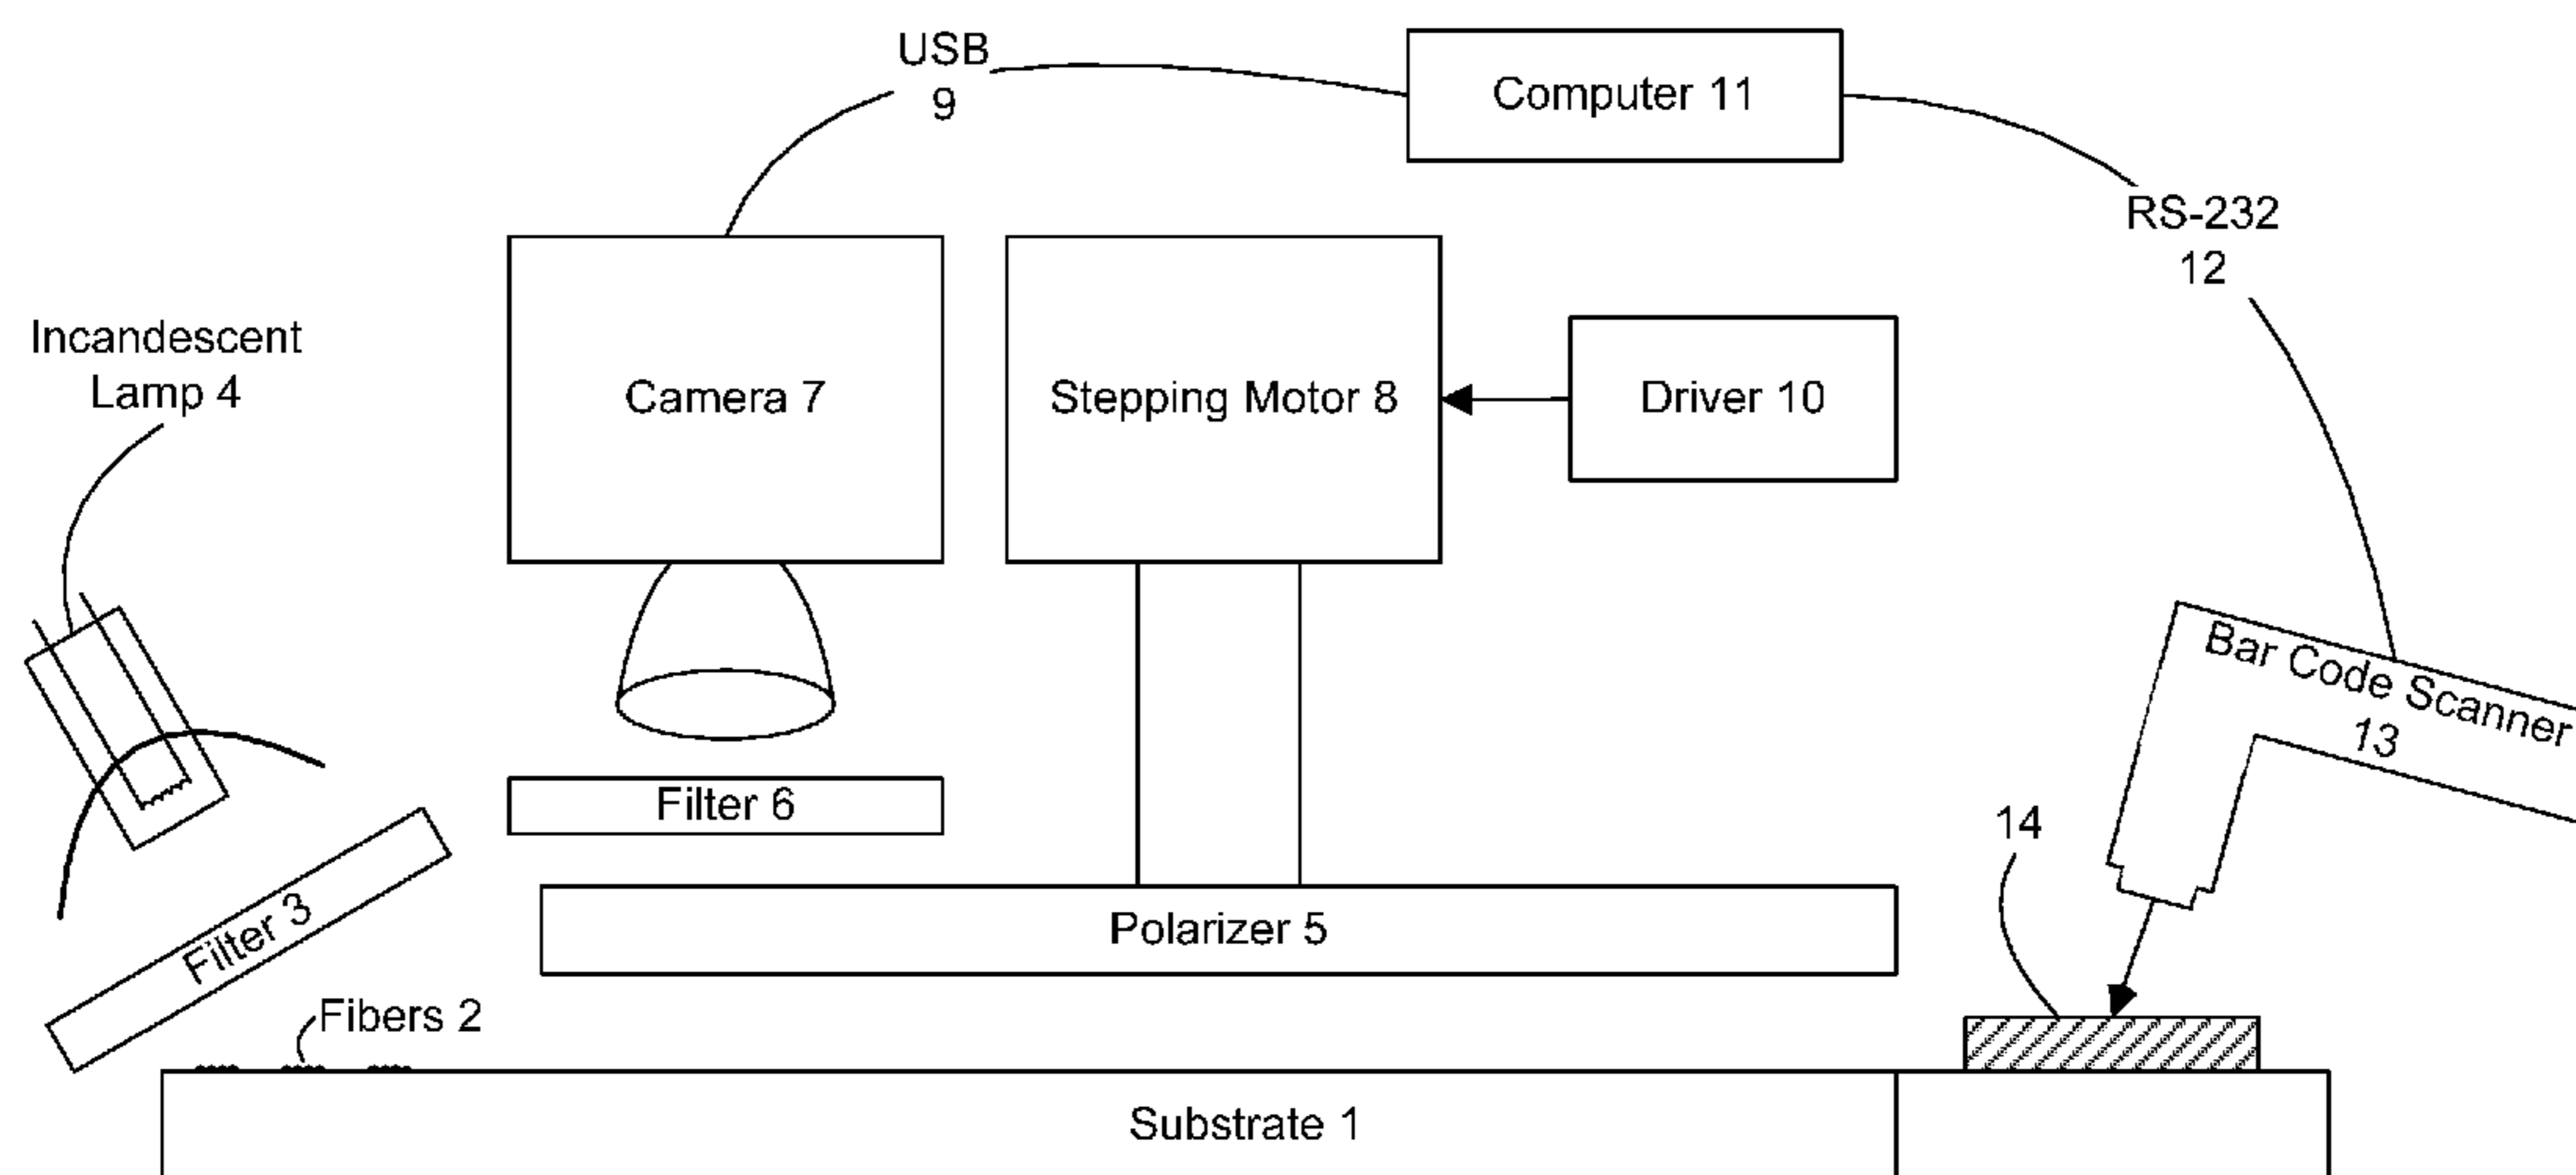 USB
9
Computer 11
RS-232
12
Incandescent
Lamp 4
Camera 7
Stepping Motor 8
Driver 10
Bar Code Scanner
13
Filter 6
14
Filter 3
Polarizer 5
Fibers 2
Substrate 1